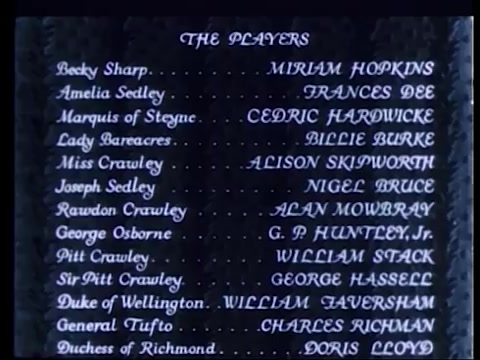 THE PLAYERS
Becky Sharp . . . . . . . . . . MIRIAM HOPKINS
Amelia Sedley . . . . . . . . . . . FRANCES DEE
Marquis of Steyne . . . . CEDRIC HARDWICKE
Lady Bareacres . . . . . . . . . . BILLIE BURKE
Miss Crawley . . . . . . . ALISON SKIPWORTH
Joseph Sedley . . . . . . . . . . . NIGEL BRUCE
Rawdon Crawley . . . . . . ALAN MOWBRAY
George Osborne . . . . . . . G. P. HUNTLEY, Jr.
Pitt Crawley . . . . . . . . . . WILLIAM STACK
Sir Pitt Crawley . . . . . . . GEORGE HASSELL
Duke of Wellington . . WILLIAM FAVERSHAM
General Tufto . . . . . . . CHARLES RICHMAN
Duchess of Richmond . . . . . . . DORIS LLOYD